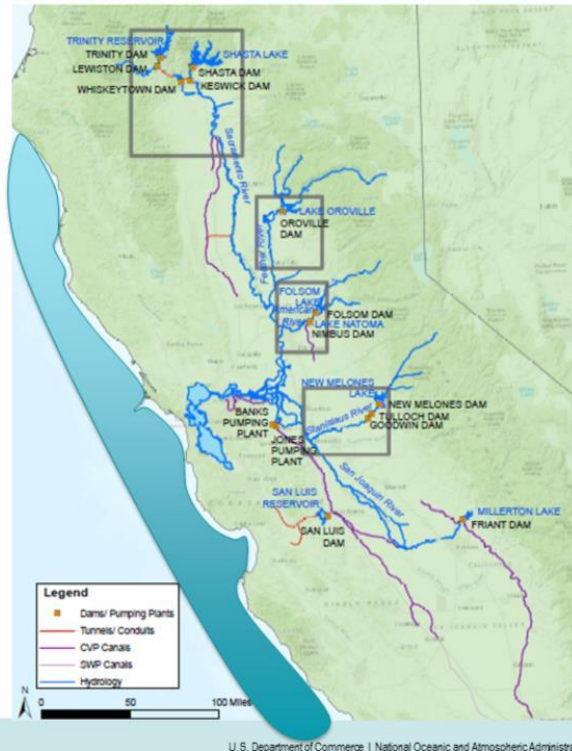 TRINITY RESERVOIR
TRINITY DAM
LEWISTON DAM
WHISKEYTOWN DAM
SHASTA LAKE
SHASTA DAM
KESWICK DAM
Sacramento River
LAKE OROVILLE
OROVILLE
DAM
Feather River
FOLSOM
LAKE
American
River
FOLSOM DAM
LAKE NATOMA
NIMBUS DAM
NEW MELONES
LAKE
NEW MELONES DAM
TULLOCH DAM
GOODWIN DAM
Stanislaus River
BANKS
PUMPING
PLANT
JONES
PUMPING
PLANT
San Joaquin River
SAN LUIS
RESERVOIR
SAN LUIS
DAM
MILLERTON LAKE
FRIANT DAM
Legend
Dams/ Pumping Plants
Tunnels/ Conduits
CVP Canals
SWP Canals
Hydrology
N
0 50 100 Miles
U.S. Department of Commerce | National Oceanic and Atmospheric Administr